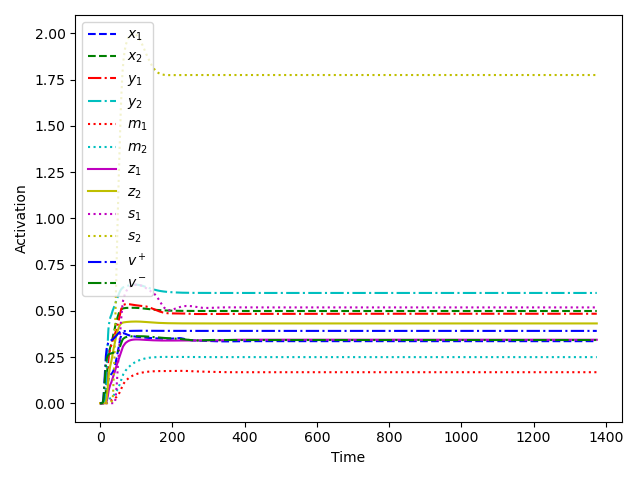 2.00
1.75
1.50
1.25
1.00
0.75
0.50
0.25
0.00
Activation
x₁
x₂
y₁
y₂
m₁
m₂
z₁
z₂
s₁
s₂
v⁺
v⁻
0 200 400 600 800 1000 1200 1400
Time